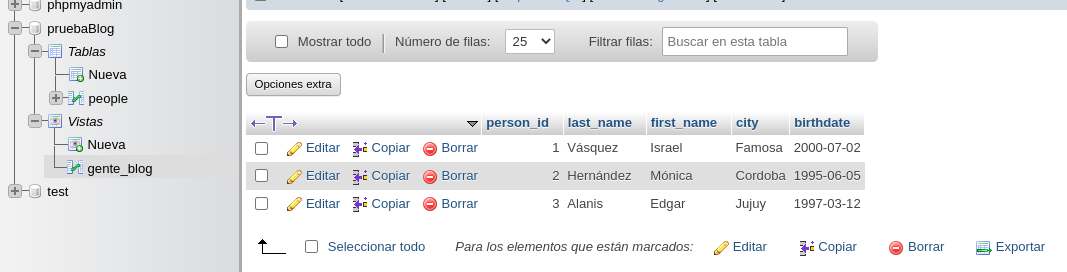 phpmyadmin
pruebaBlog
Tablas
Nueva
people
Vistas
Nueva
gente_blog
test
Mostrar todo Número de filas: 25 Filtrar filas: Buscar en esta tabla
Opciones extra
person_id last_name first_name city birthdate
Editar Copiar Borrar 1 Vásquez Israel Famosa 2000-07-02
Editar Copiar Borrar 2 Hernández Mónica Cordoba 1995-06-05
Editar Copiar Borrar 3 Alanis Edgar Jujuy 1997-03-12
Seleccionar todo Para los elementos que están marcados: Editar Copiar Borrar Exportar